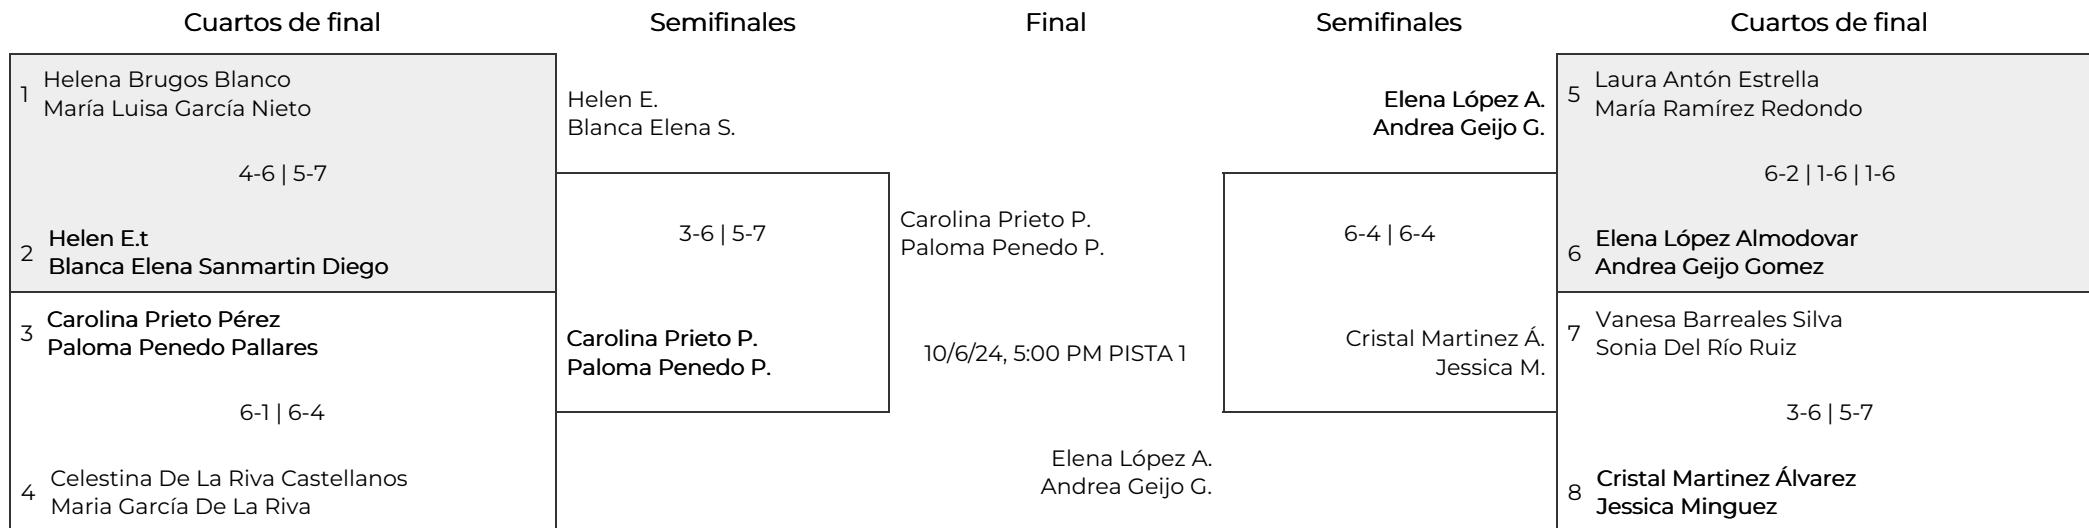 Cuartos de final
Semifinales
Final
Semifinales
Cuartos de final
1
Helena Brugos Blanco
María Luisa García Nieto
4-6 | 5-7
2
Helen E.t
Blanca Elena Sanmartin Diego
3
Carolina Prieto Pérez
Paloma Penedo Pallares
6-1 | 6-4
4
Celestina De La Riva Castellanos
Maria García De La Riva
Helen E.
Blanca Elena S.
3-6 | 5-7
Carolina Prieto P.
Paloma Penedo P.
Carolina Prieto P.
Paloma Penedo P.
10/6/24, 5:00 PM PISTA 1
Elena López A.
Andrea Geijo G.
Elena López A.
Andrea Geijo G.
6-4 | 6-4
Cristal Martinez Á.
Jessica M.
5
Laura Antón Estrella
María Ramírez Redondo
6-2 | 1-6 | 1-6
6
Elena López Almodovar
Andrea Geijo Gomez
7
Vanesa Barreales Silva
Sonia Del Río Ruiz
3-6 | 5-7
8
Cristal Martinez Álvarez
Jessica Minguez